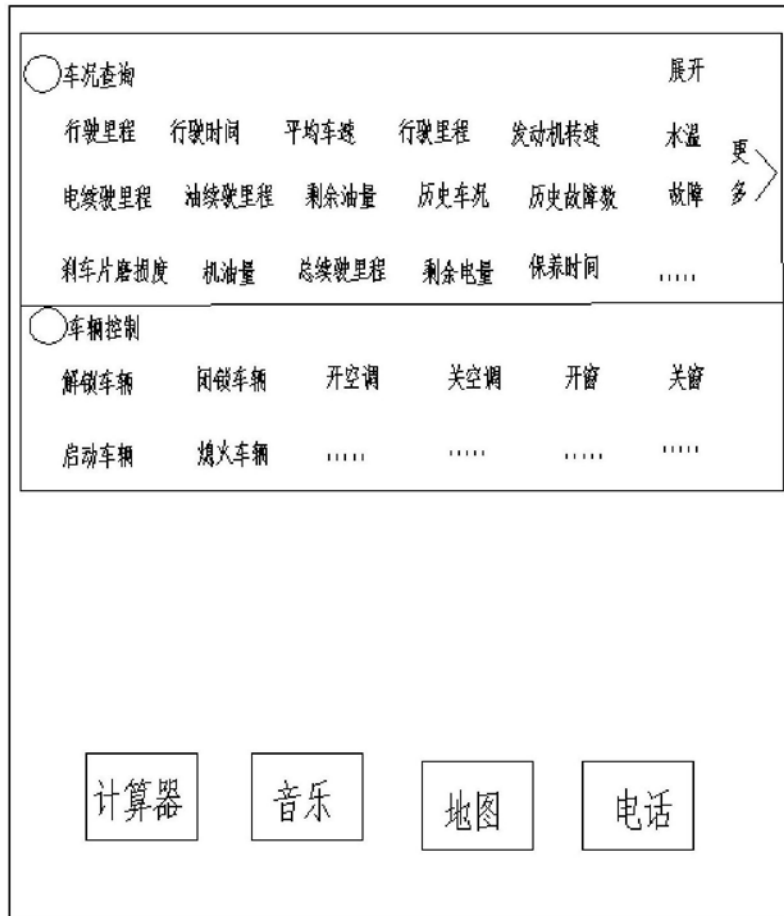 车况查询 展开
行驶里程 行驶时间 平均车速 行驶里程 发动机转速 水温 更多
电续驶里程 油续驶里程 剩余油量 历史车况 历史故障数 故障
刹车片磨损度 机油量 总续驶里程 剩余电量 保养时间 .....
车辆控制
解锁车辆 闭锁车辆 开空调 关空调 开窗 关窗
启动车辆 熄火车辆 ..... ..... ..... .....
计算器 音乐 地图 电话